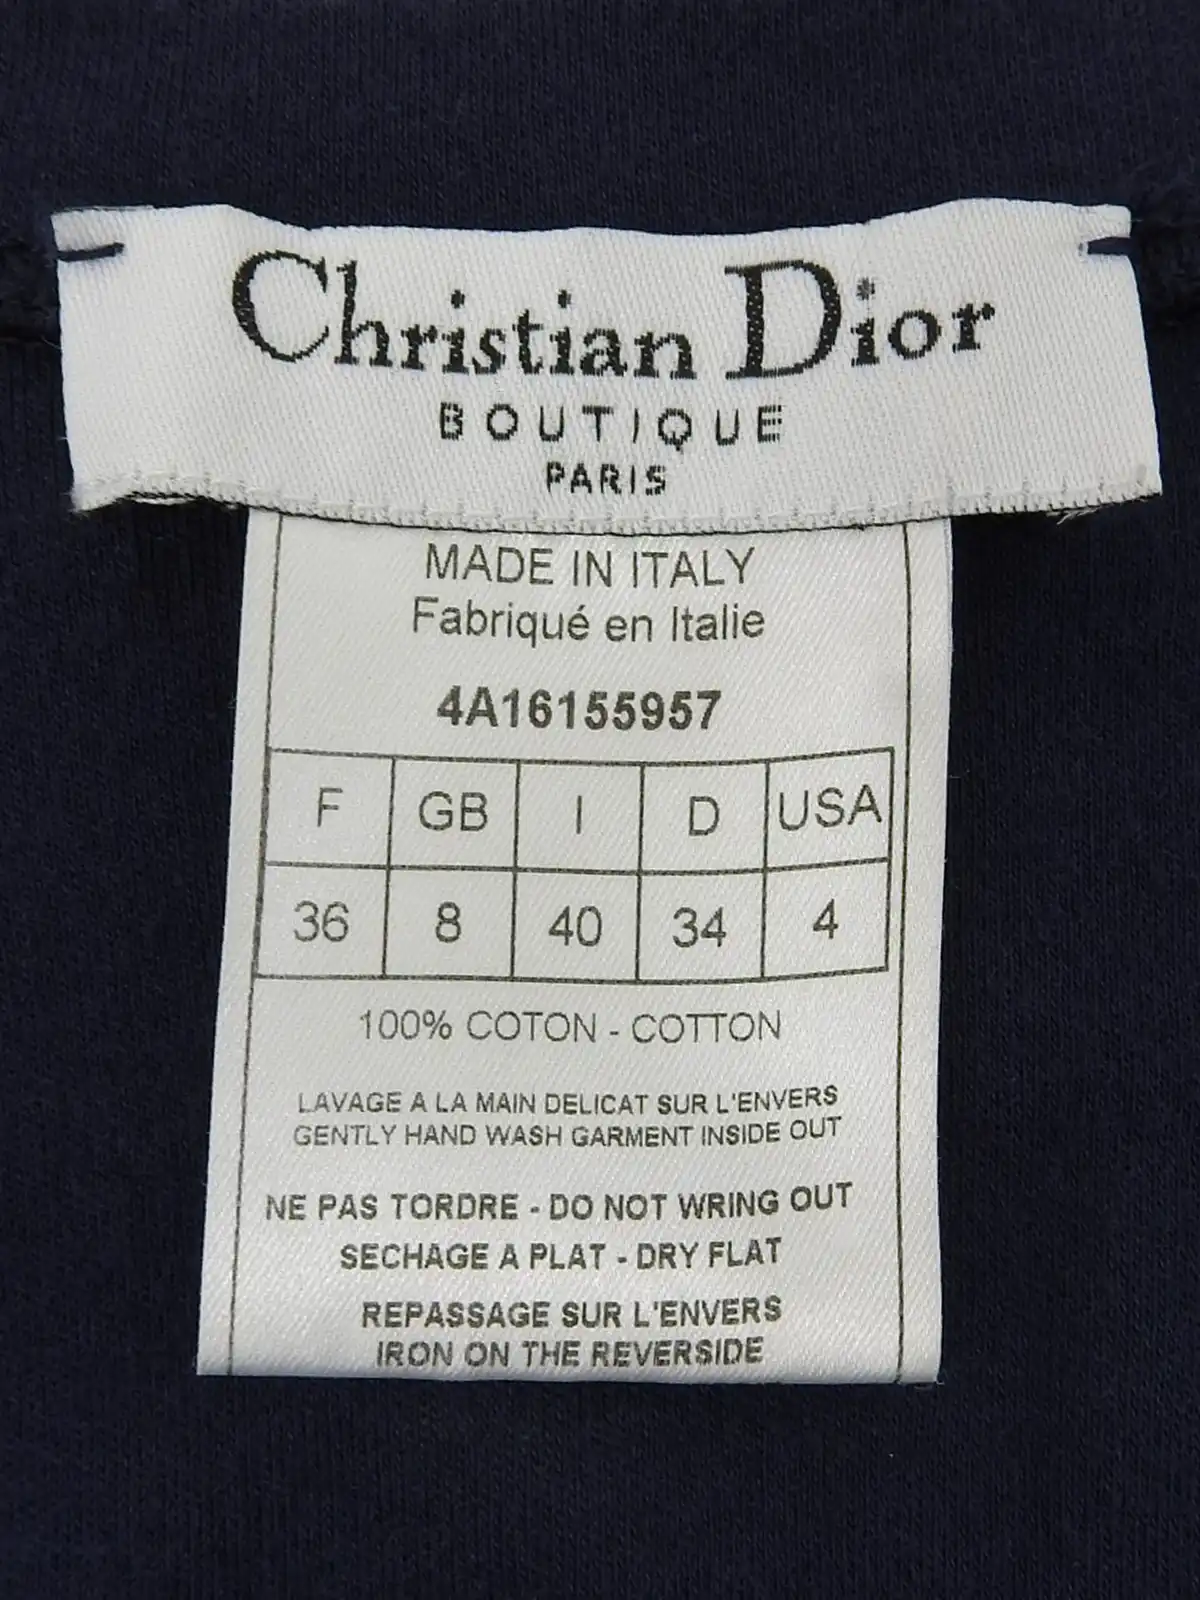 Christian Dior
BOUTIQUE
PARIS
MADE IN ITALY
Fabriqué en Italie
4A16155957
F GB I D USA
36 8 40 34 4
100% COTON - COTTON
LAVAGE A LA MAIN DELICAT SUR L'ENVERS
GENTLY HAND WASH GARMENT INSIDE OUT
NE PAS TORDRE - DO NOT WRING OUT
SECHAGE A PLAT - DRY FLAT
REPASSAGE SUR L'ENVERS
IRON ON THE REVERSIDE